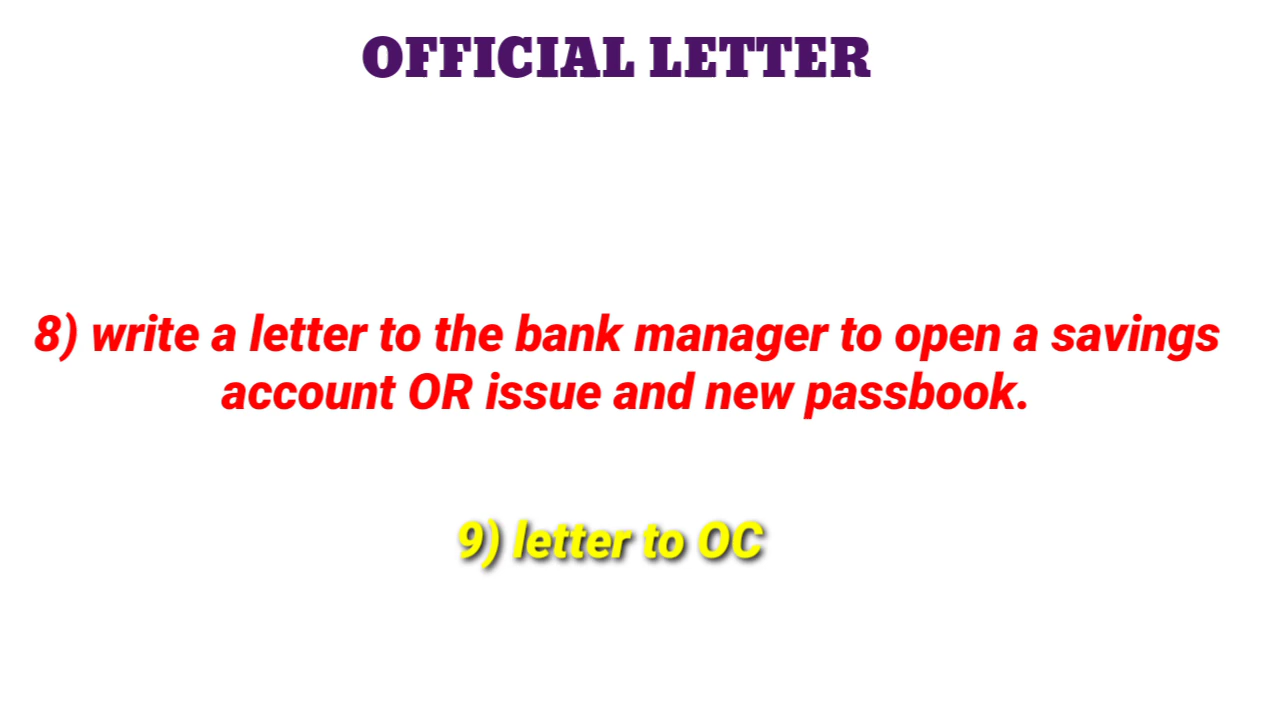 OFFICIAL LETTER
8) write a letter to the bank manager to open a savings
account OR issue and new passbook.
9) letter to OC